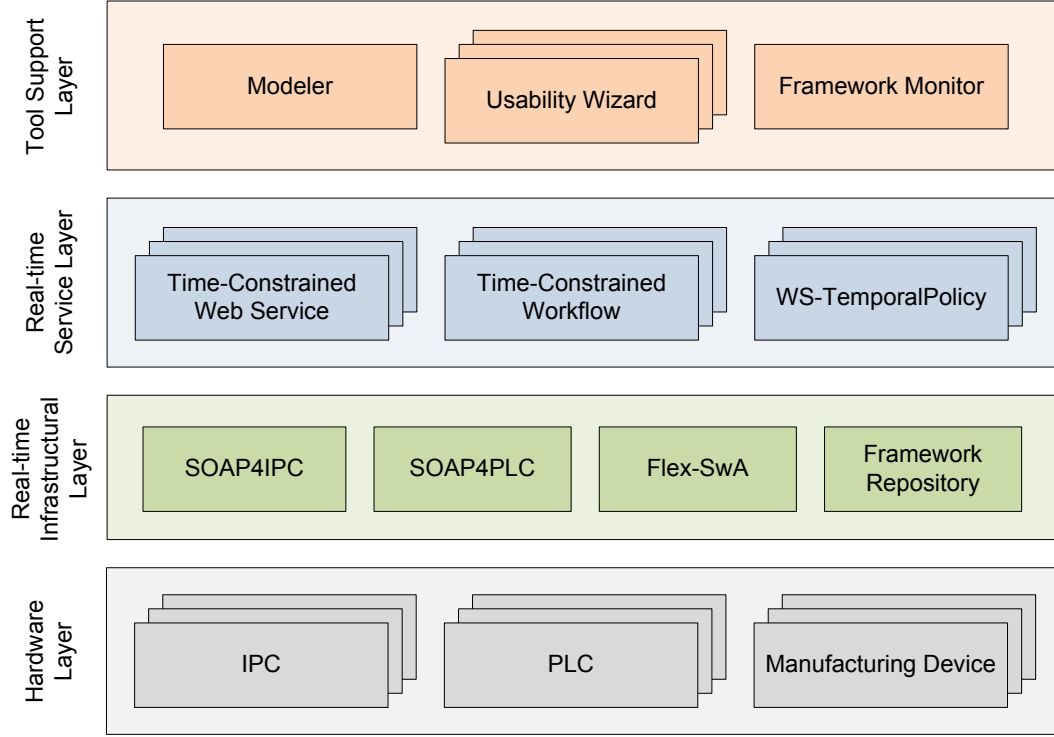 Tool Support
Layer
Modeler
Usability Wizard
Framework Monitor
Real-time
Service Layer
Time-Constrained
Web Service
Time-Constrained
Workflow
WS-TemporalPolicy
Real-time
Infrastructural
Layer
SOAP4IPC
SOAP4PLC
Flex-SwA
Framework
Repository
Hardware
Layer
IPC
PLC
Manufacturing Device